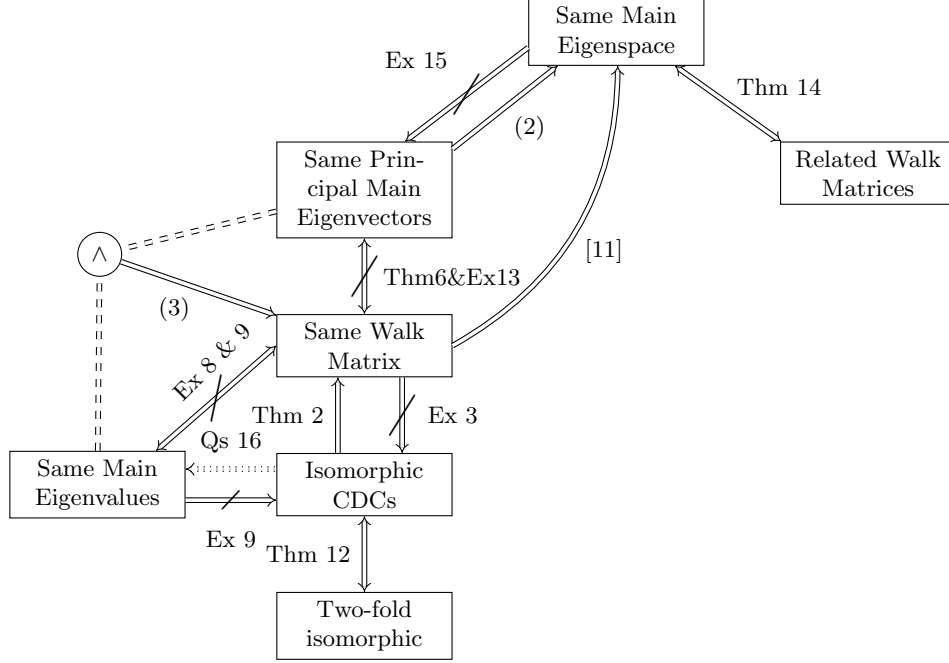 Same Main
Eigenspace
Ex 15
Thm 14
(2)
Same Prin-
cipal Main
Eigenvectors
Related Walk
Matrices
∧
[11]
Thm6&Ex13
(3)
Same Walk
Matrix
Ex 8 & 9
Thm 2
Ex 3
Qs 16
Same Main
Eigenvalues
Isomorphic
CDCs
Ex 9
Thm 12
Two-fold
isomorphic